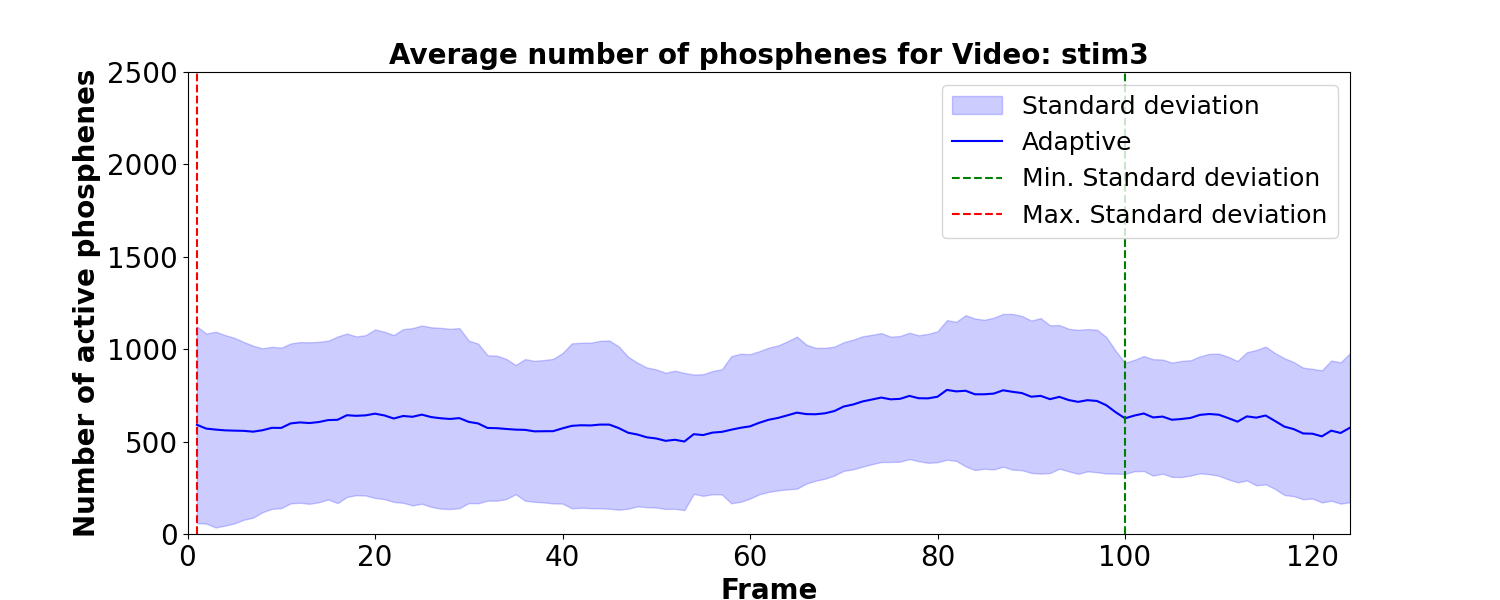 Average number of phosphenes for Video: stim3
Number of active phosphenes
2500
2000
1500
1000
500
0
Standard deviation
Adaptive
Min. Standard deviation
Max. Standard deviation
0 20 40 60 80 100 120
Frame